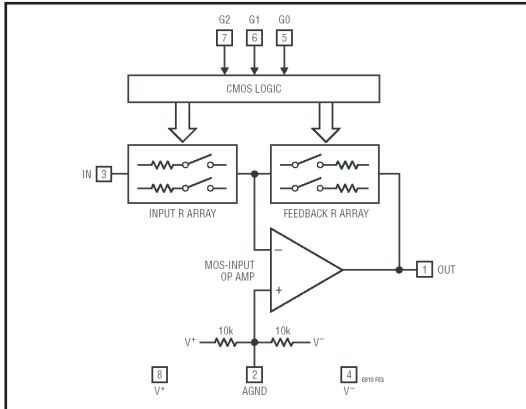 G2 G1 G0
7 6 5
CMOS LOGIC
IN 3
INPUT R ARRAY
FEEDBACK R ARRAY
MOS-INPUT
OP AMP
−
+
1 OUT
10k 10k
V+ V−
8 2 4
V+ AGND V−
6910 F03